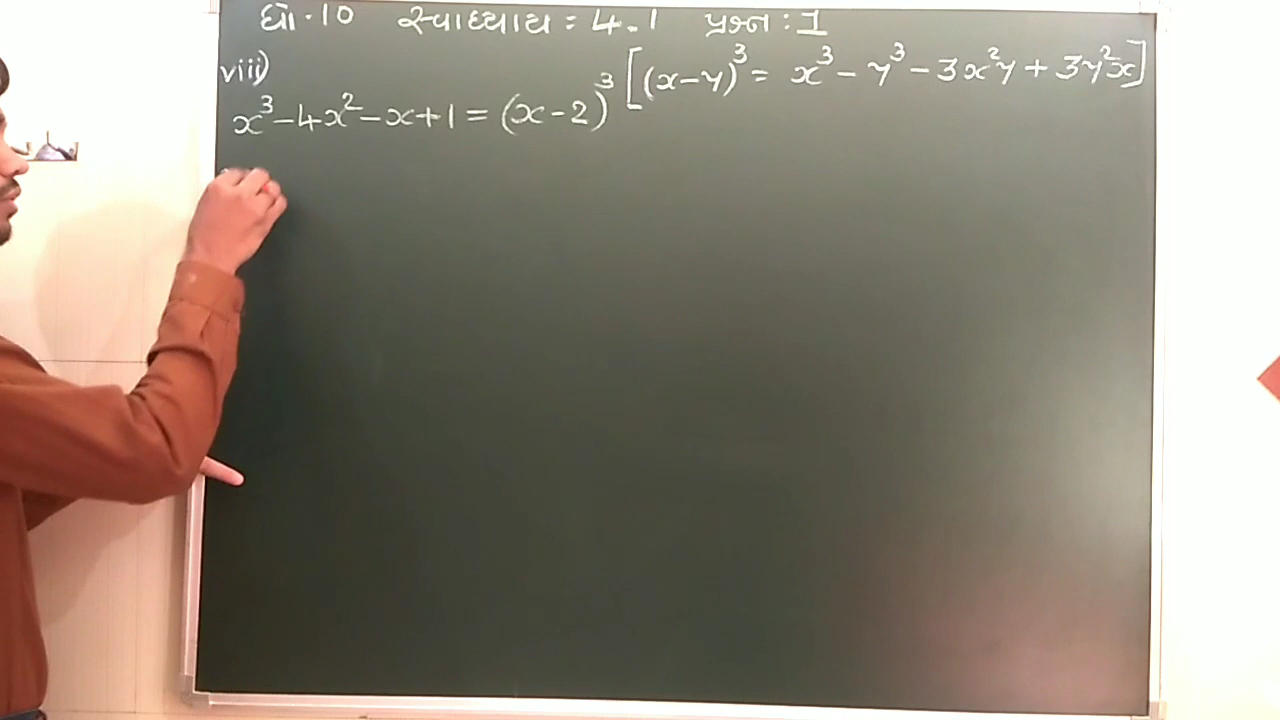 ધો. 10 સ્વાધ્યાય = 4.1 પ્રશ્ન : 1
viii) [(x-y)³ = x³ - y³ - 3x²y + 3y²x]
x³ - 4x² - x + 1 = (x - 2)³